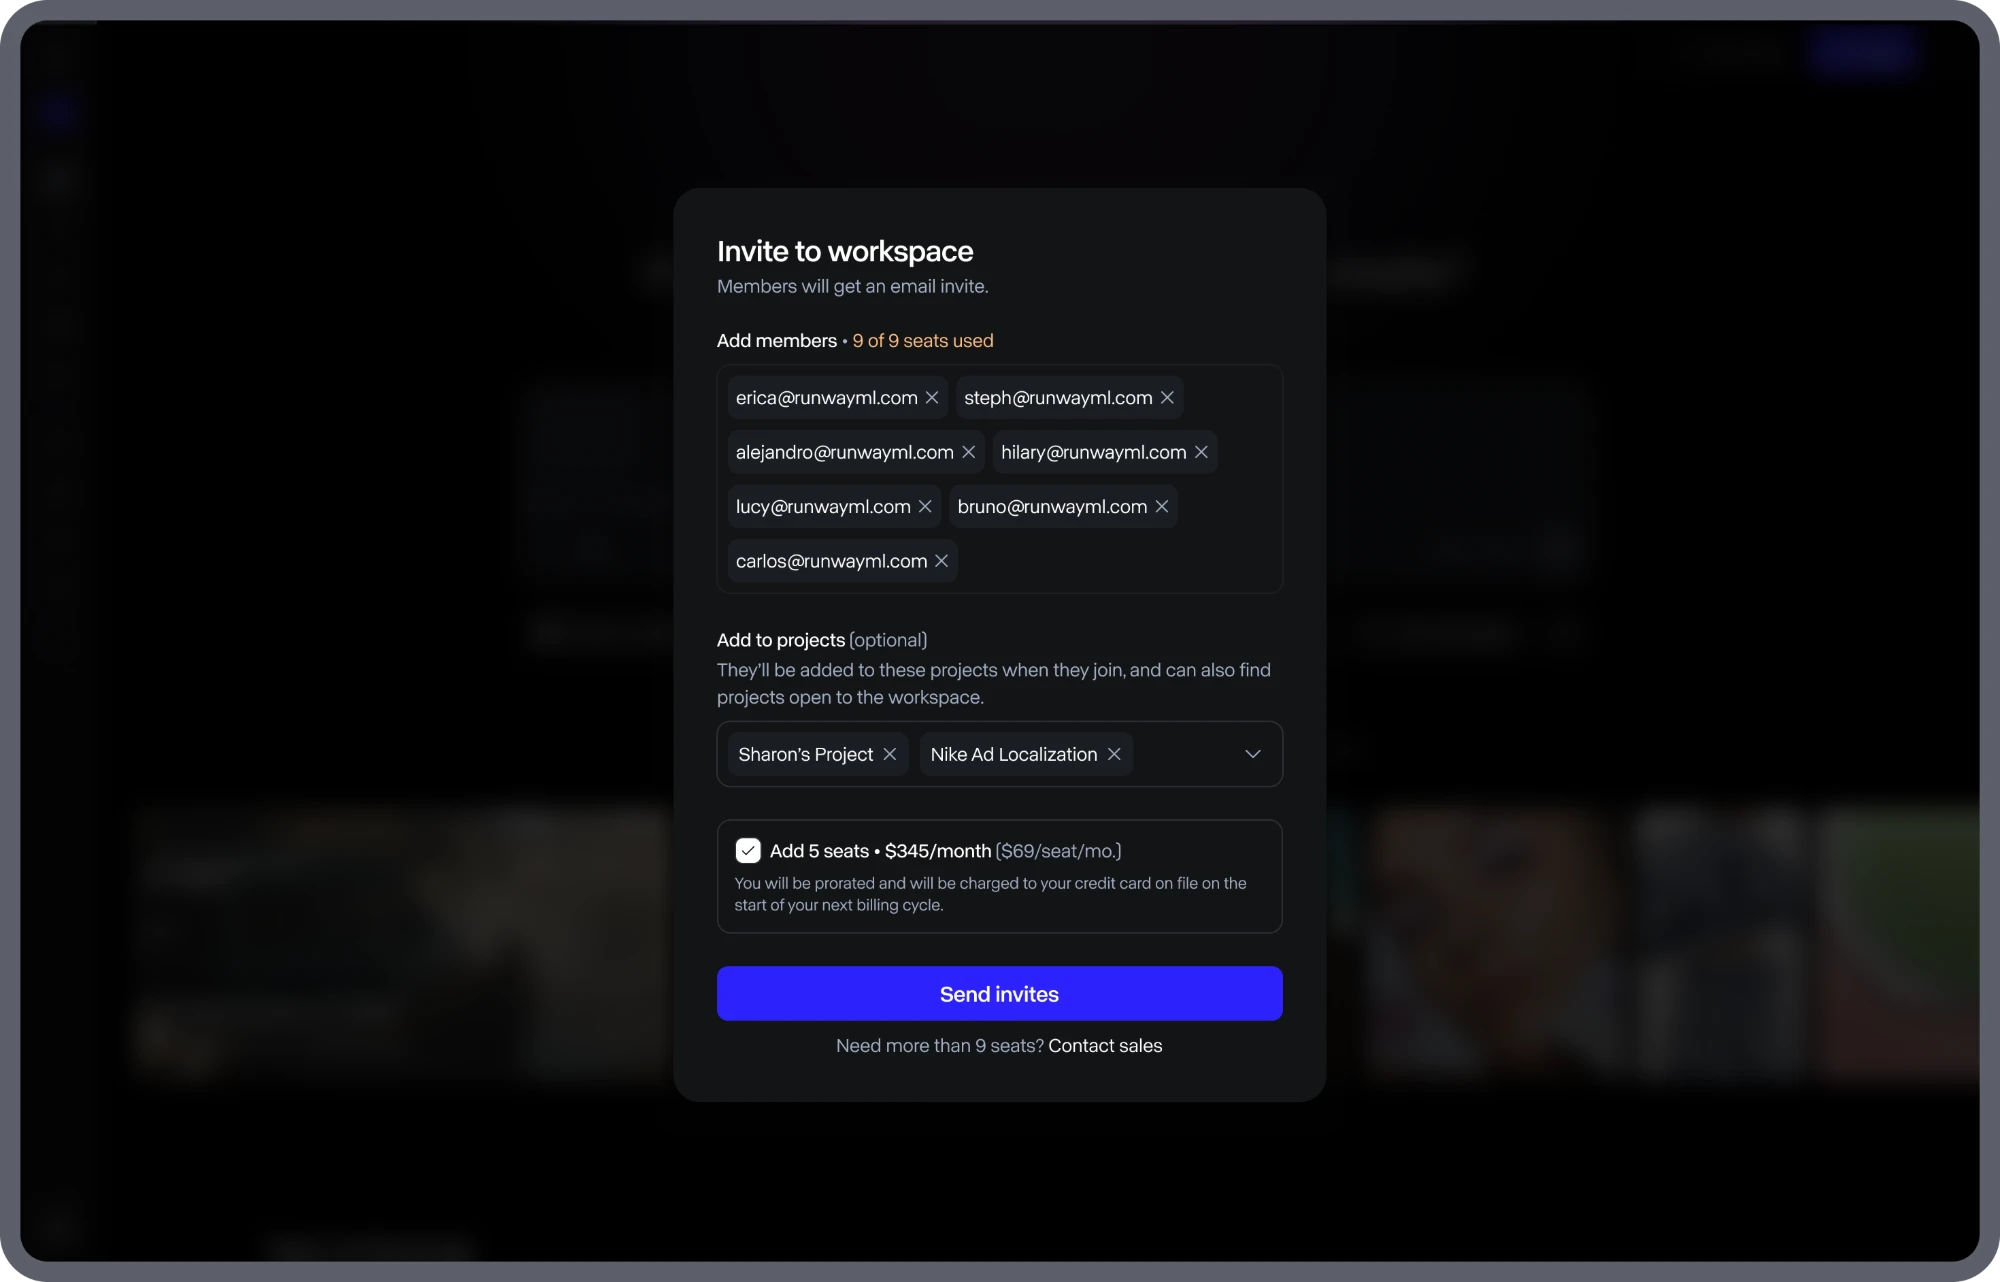 Invite to workspace
Members will get an email invite.
Add members • 9 of 9 seats used
erica@runwayml.com steph@runwayml.com
alejandro@runwayml.com hilary@runwayml.com
lucy@runwayml.com bruno@runwayml.com
carlos@runwayml.com
Add to projects (optional)
They’ll be added to these projects when they join, and can also find
projects open to the workspace.
Sharon’s Project Nike Ad Localization
Add 5 seats • $345/month ($69/seat/mo.)
You will be prorated and will be charged to your credit card on file on the
start of your next billing cycle.
Send invites
Need more than 9 seats? Contact sales